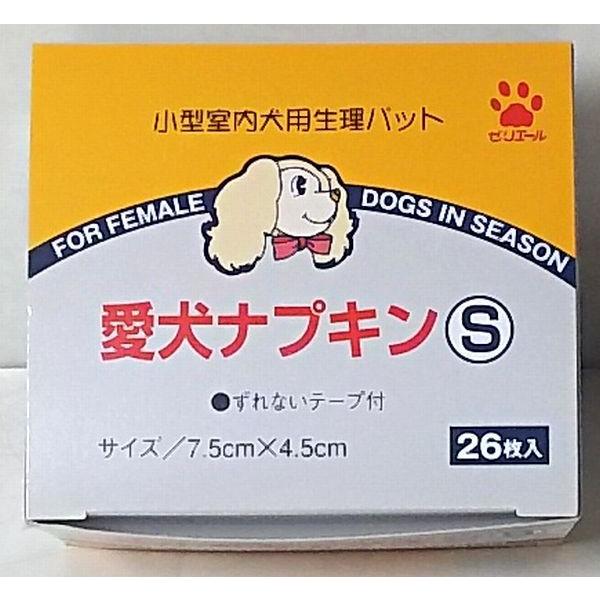 小型室内犬用生理パット
ゼリエール
FOR FEMALE DOGS IN SEASON
愛犬ナプキンⓈ
●ずれないテープ付
サイズ／7.5cm×4.5cm
26枚入